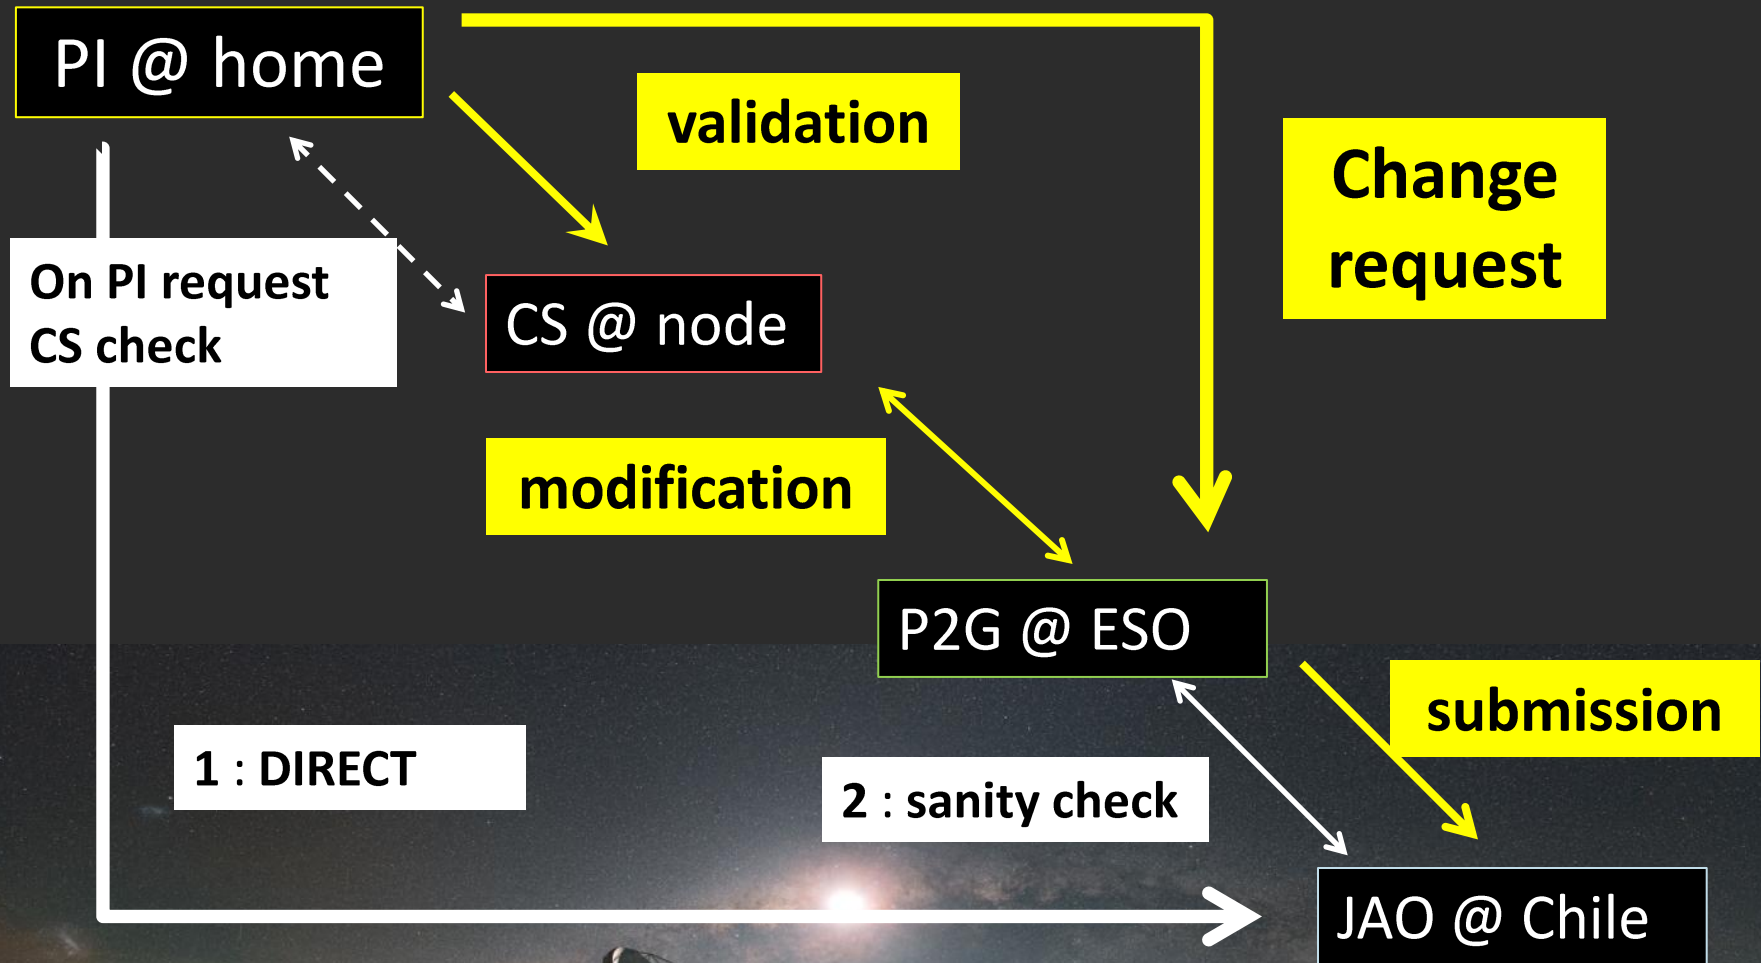 PI @ home
validation
Change
request
On PI request
CS check
CS @ node
modification
P2G @ ESO
submission
1 : DIRECT
2 : sanity check
JAO @ Chile